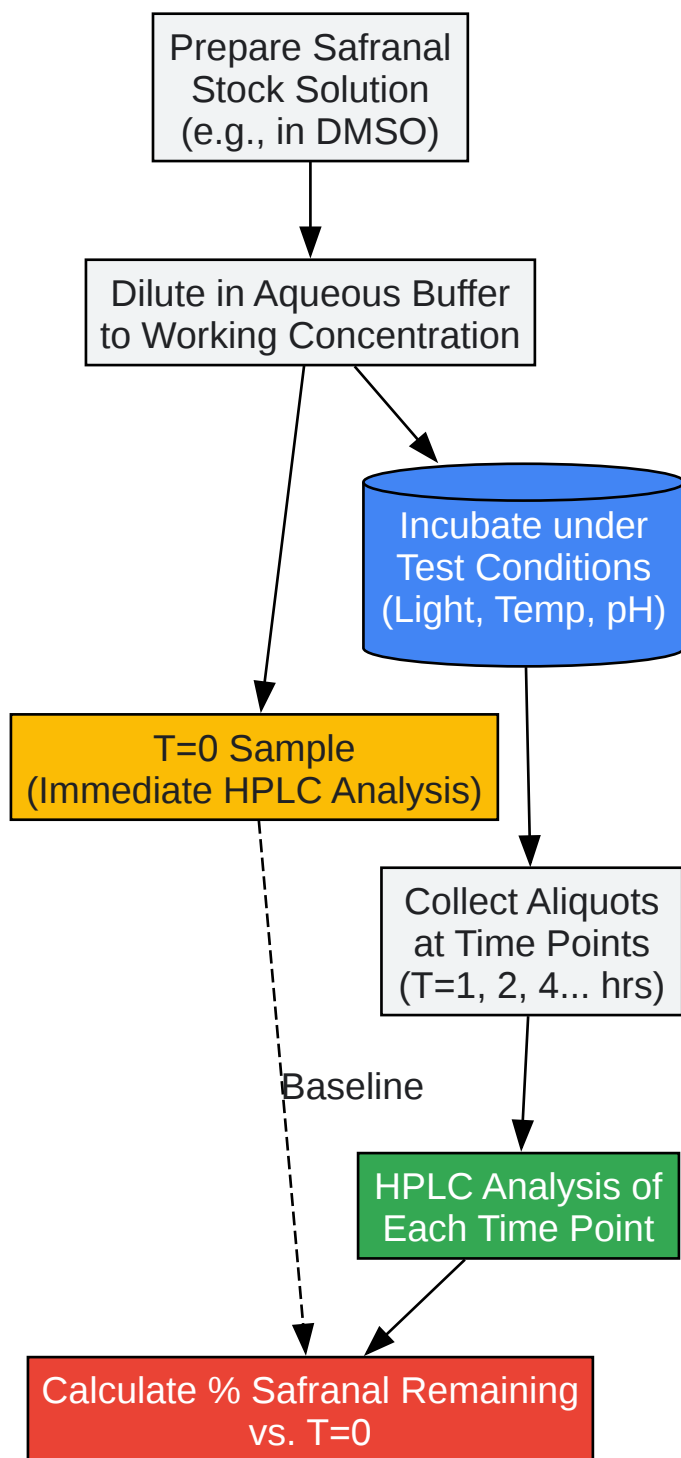 Prepare Safranal
Stock Solution
(e.g., in DMSO)
Dilute in Aqueous Buffer
to Working Concentration
Incubate under
Test Conditions
(Light, Temp, pH)
T=0 Sample
(Immediate HPLC Analysis)
Collect Aliquots
at Time Points
(T=1, 2, 4... hrs)
Baseline
HPLC Analysis of
Each Time Point
Calculate % Safranal Remaining
vs. T=0